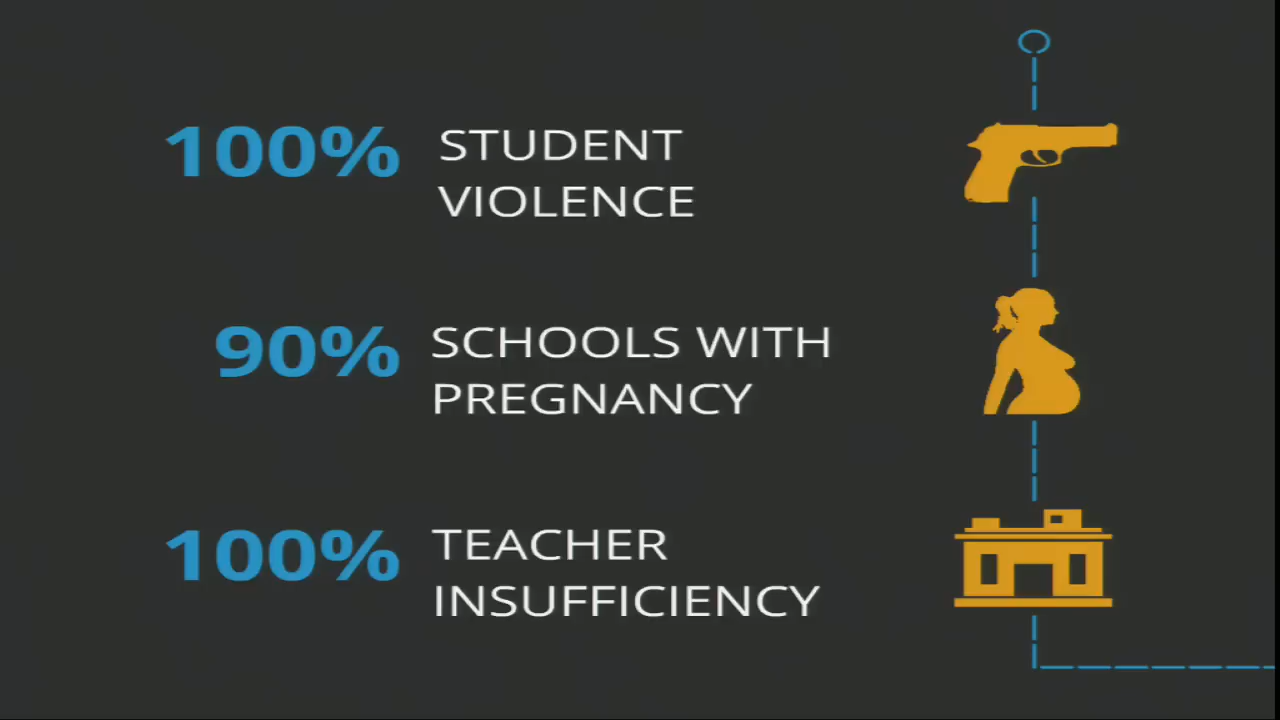 100% STUDENT
VIOLENCE
90% SCHOOLS WITH
PREGNANCY
100% TEACHER
INSUFFICIENCY